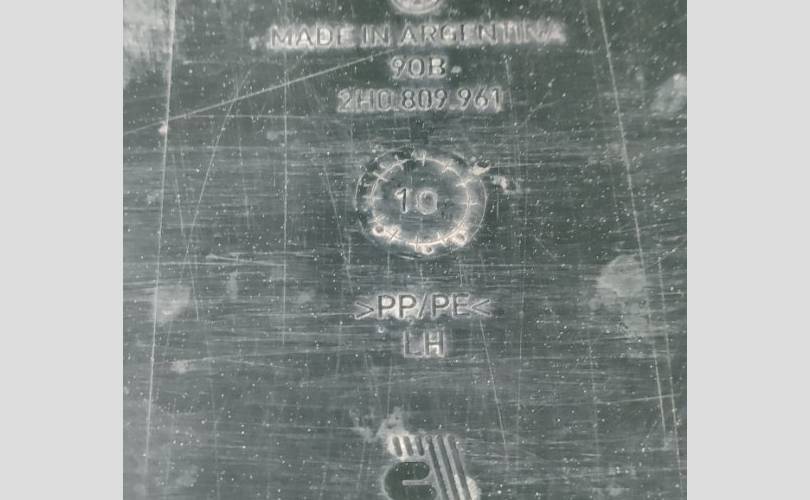 MADE IN ARGENTINA
90B
2H0.809.961
10
>PP/PE<
LH